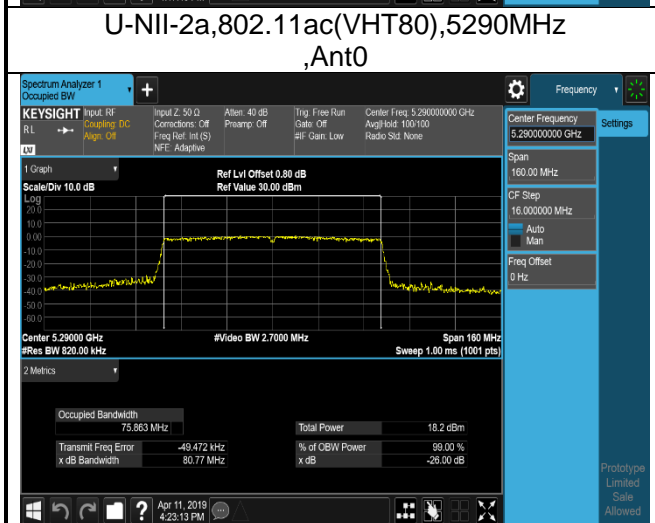 U-NII-2a,802.11ac(VHT80),5290MHz
,Ant0
Spectrum Analyzer 1
Occupied BW
+
Frequency
KEYSIGHT
Input: RF
Coupling: DC
Align: Off
RL
LXI
Input Z: 50 Ω
Corrections: Off
Freq Ref: Int (S)
NFE: Adaptive
Atten: 40 dB
Preamp: Off
Trig: Free Run
Gate: Off
#IF Gain: Low
Center Freq: 5.290000000 GHz
Avg|Hold: 100/100
Radio Std: None
Center Frequency
5.290000000 GHz
Settings
Span
160.00 MHz
CF Step
16.000000 MHz
Auto
Man
Freq Offset
0 Hz
1 Graph
Scale/Div 10.0 dB
Ref Lvl Offset 0.80 dB
Ref Value 30.00 dBm
Log
20.0
10.0
0.00
-10.0
-20.0
-30.0
-40.0
-50.0
-60.0
Center 5.29000 GHz
#Res BW 820.00 kHz
#Video BW 2.7000 MHz
Span 160 MHz
Sweep 1.00 ms (1001 pts)
2 Metrics
Occupied Bandwidth
75.863 MHz
Total Power 18.2 dBm
Transmit Freq Error -49.472 kHz
% of OBW Power 99.00 %
x dB Bandwidth 80.77 MHz
x dB -26.00 dB
Prototype
Limited
Sale
Allowed
?
Apr 11, 2019
4:23:13 PM